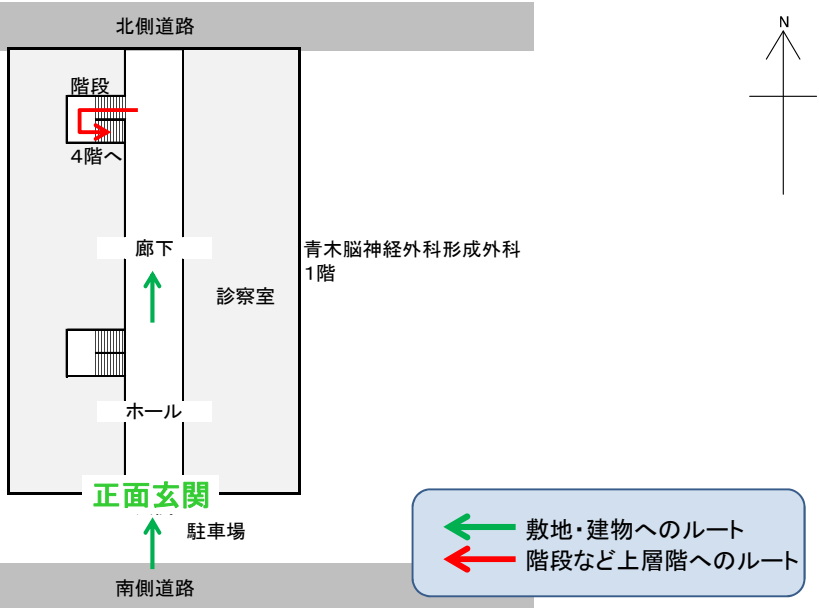 北側道路
N
階段
4階へ
廊下
青木脳神経外科形成外科
1階
診察室
ホール
正面玄関
駐車場
敷地・建物へのルート
階段など上層階へのルート
南側道路